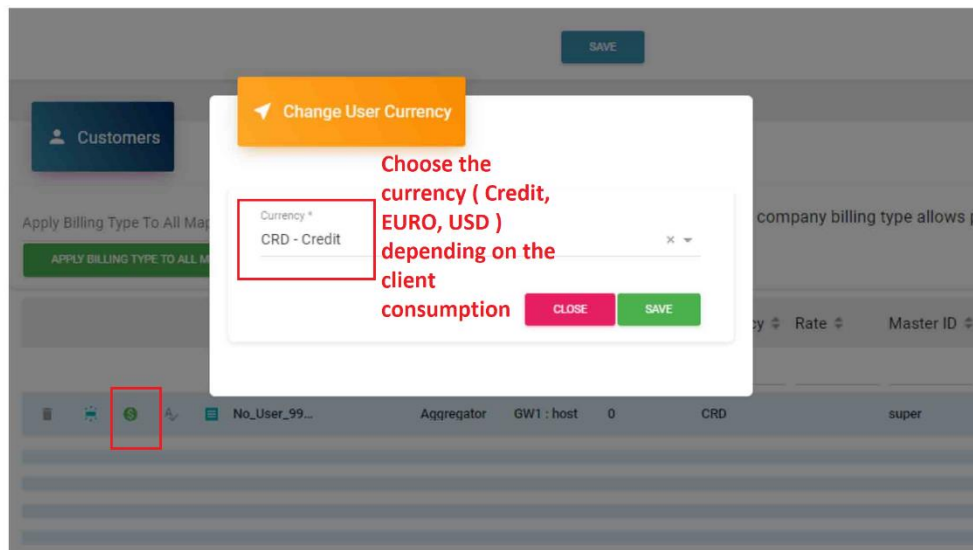 SAVE
Change User Currency
Customers
Choose the
currency ( Credit,
EURO, USD )
depending on the
client
consumption
Currency *
CRD - Credit
Apply Billing Type To All Map
company billing type allows p
APPLY BILLING TYPE TO ALL M
CLOSE
SAVE
cy Rate Master ID
No_User_99... Aggregator GW1 : host 0 CRD super